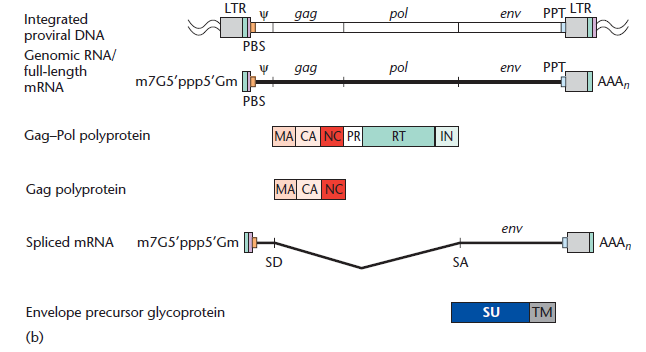 LTR ψ gag pol env PPT LTR
Integrated
proviral DNA
PBS
Genomic RNA/
full-length
mRNA
ψ gag pol env PPT
m7G5′ppp5′Gm AAAn
PBS
Gag–Pol polyprotein MA CA NC PR RT IN
Gag polyprotein MA CA NC
env
Spliced mRNA m7G5′ppp5′Gm AAAn
SD SA
Envelope precursor glycoprotein SU TM
(b)